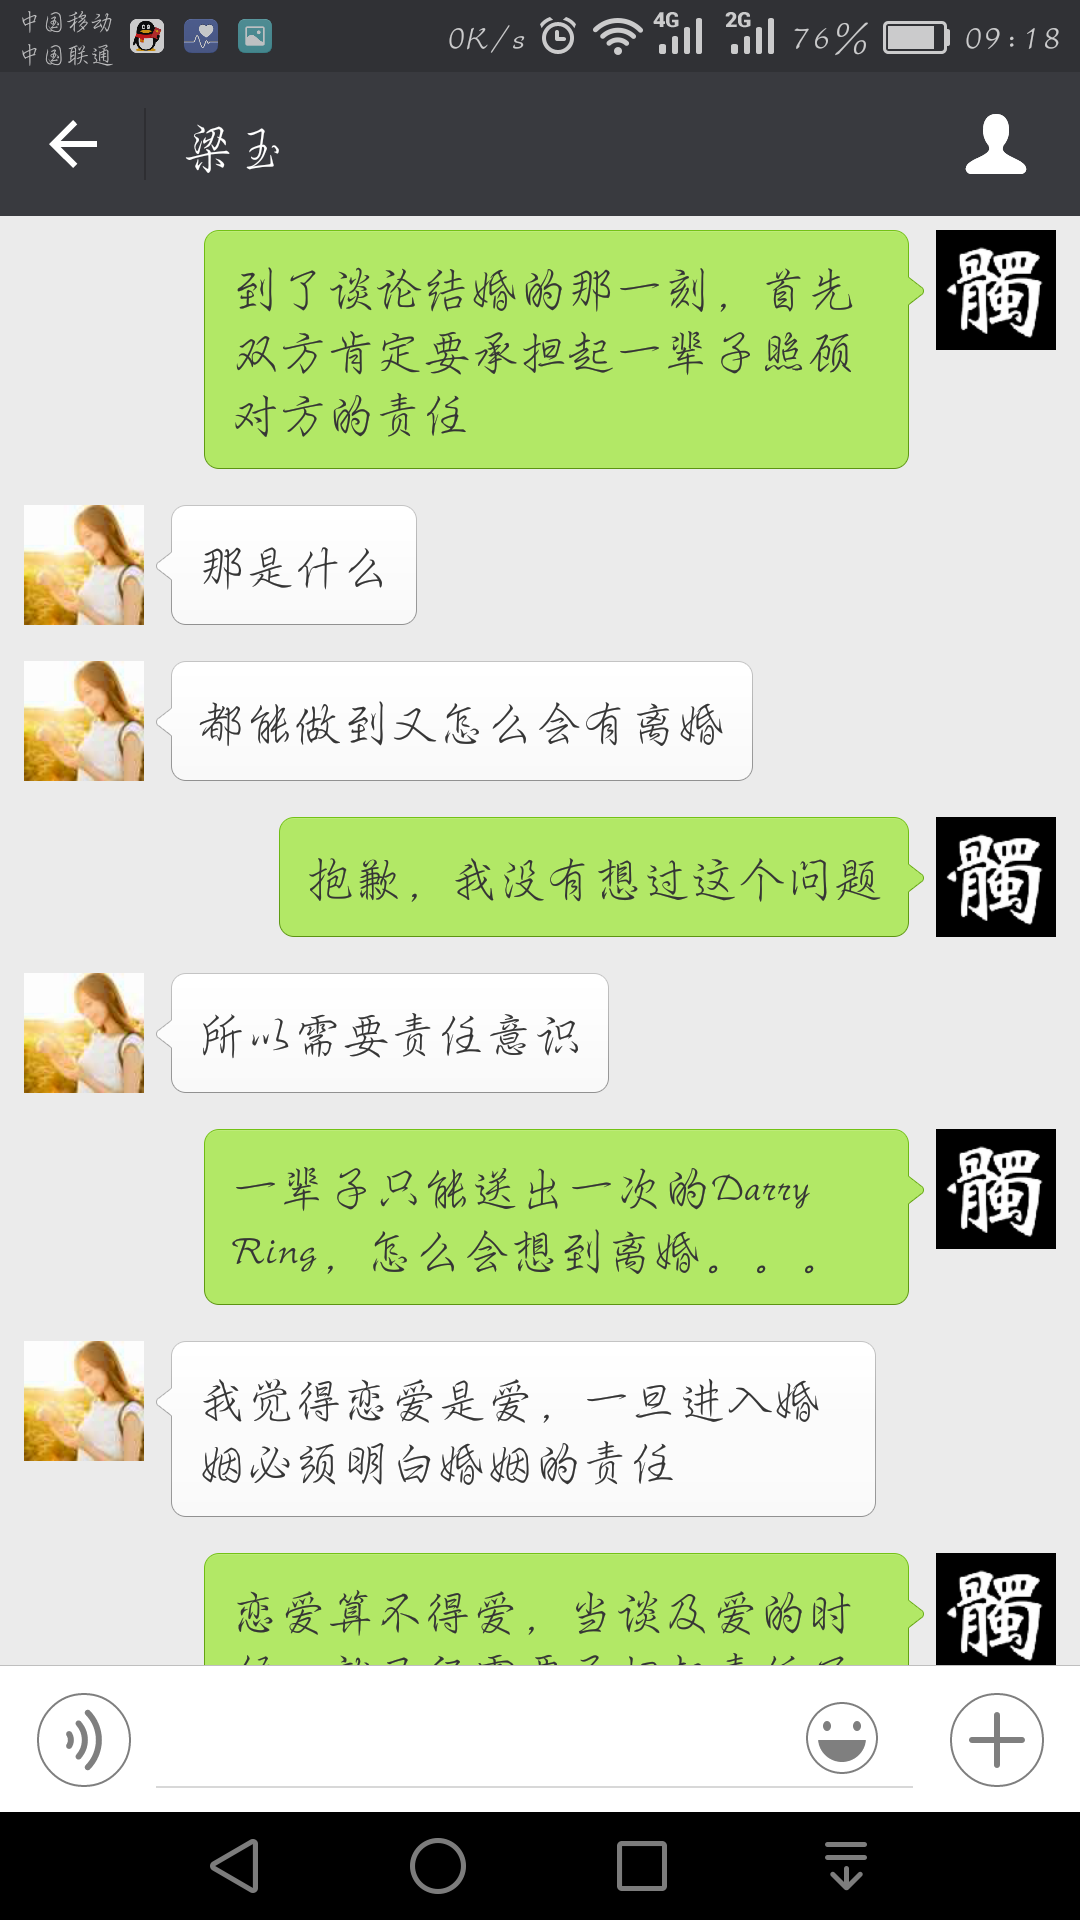 中国移动
中国联通
0K/s 4G 2G 76% 09:18
梁玉
到了谈论结婚的那一刻，首先
双方肯定要承担起一辈子照顾
对方的责任
髑
那是什么
都能做到又怎么会有离婚
抱歉，我没有想过这个问题
髑
所以需要责任意识
一辈子只能送出一次的Darry
Ring，怎么会想到离婚。。。
髑
我觉得恋爱是爱，一旦进入婚
姻必须明白婚姻的责任
恋爱算不得爱，当谈及爱的时
髑